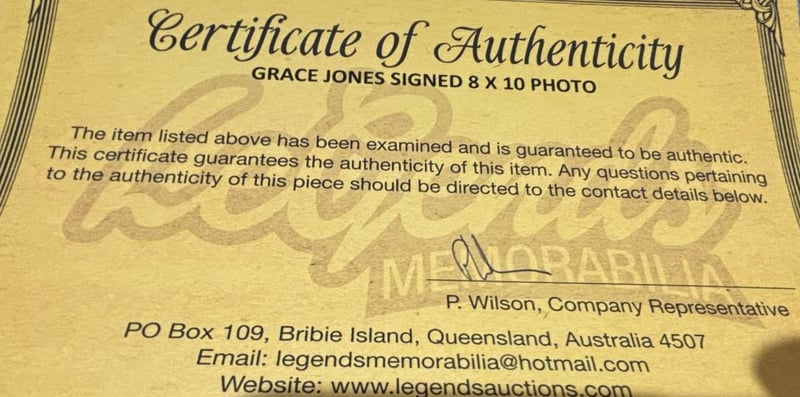 Certificate of Authenticity
GRACE JONES SIGNED 8 X 10 PHOTO
The item listed above has been examined and is guaranteed to be authentic.
This certificate guarantees the authenticity of this item. Any questions pertaining
to the authenticity of this piece should be directed to the contact details below.
Legends
MEMORABILIA
P. Wilson, Company Representative
PO Box 109, Bribie Island, Queensland, Australia 4507
Email: legendsmemorabilia@hotmail.com
Website: www.legendsauctions.com